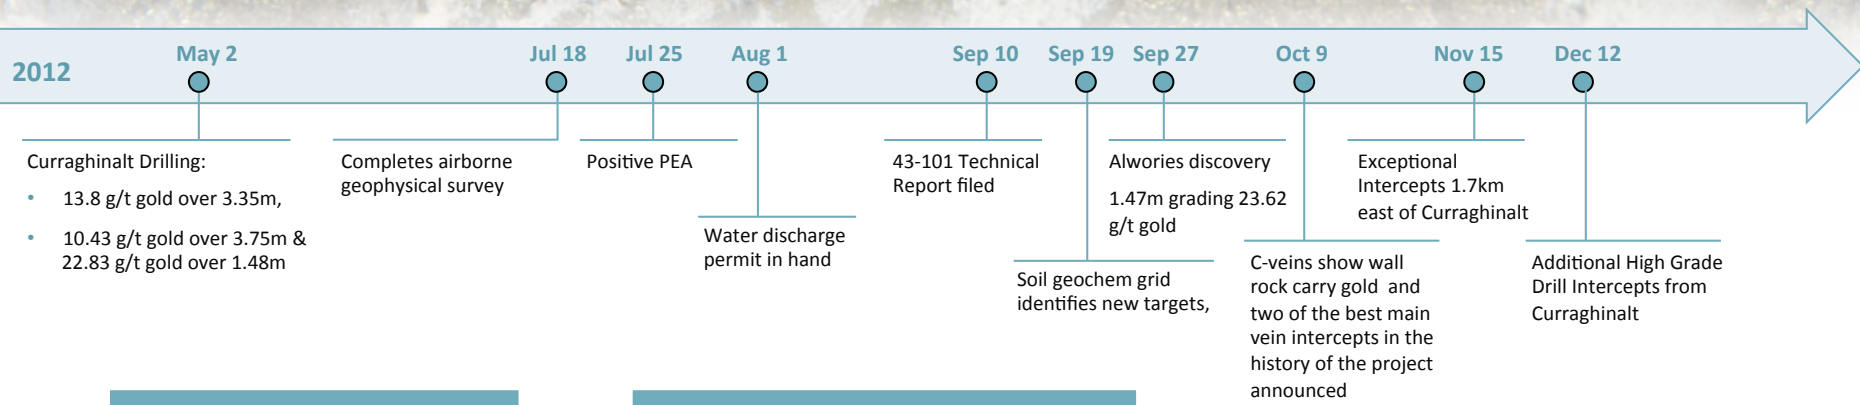 2012
May 2
Jul 18
Jul 25
Aug 1
Sep 10
Sep 19
Sep 27
Oct 9
Nov 15
Dec 12
Curraghinalt Drilling:
• 13.8 g/t gold over 3.35m,
• 10.43 g/t gold over 3.75m &
22.83 g/t gold over 1.48m
Completes airborne
geophysical survey
Positive PEA
Water discharge
permit in hand
43-101 Technical
Report filed
Soil geochem grid
identifies new targets,
Alwories discovery
1.47m grading 23.62
g/t gold
C-veins show wall
rock carry gold and
two of the best main
vein intercepts in the
history of the project
announced
Exceptional
Intercepts 1.7km
east of Curraghinalt
Additional High Grade
Drill Intercepts from
Curraghinalt